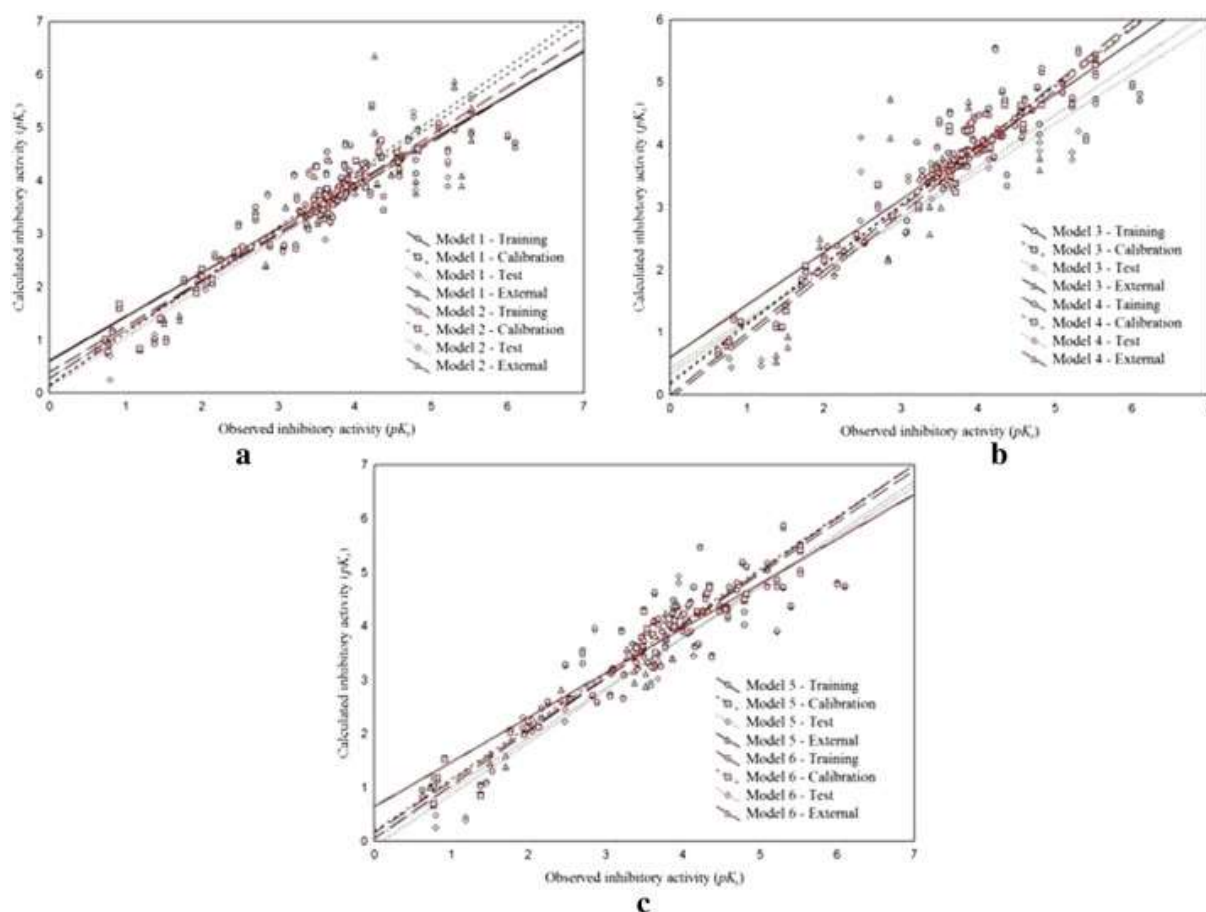 7
6
5
4
3
2
1
0
Calculated inhibitory activity (pKi)
Model 1 - Training
Model 1 - Calibration
Model 1 - Test
Model 1 - External
Model 2 - Training
Model 2 - Calibration
Model 2 - Test
Model 2 - External
0 1 2 3 4 5 6 7
Observed inhibitory activity (pKi)
a
6
5
4
3
2
1
0
Calculated inhibitory activity (pKi)
Model 3 - Training
Model 3 - Calibration
Model 3 - Test
Model 3 - External
Model 4 - Taining
Model 4 - Calibration
Model 4 - Test
Model 4 - External
0 1 2 3 4 5 6
Observed inhibitory activity (pKi)
b
7
6
5
4
3
2
1
0
Calculated inhibitory activity (pKi)
Model 5 - Training
Model 5 - Calibration
Model 5 - Test
Model 5 - External
Model 6 - Training
Model 6 - Calibration
Model 6 - Test
Model 6 - External
0 1 2 3 4 5 6 7
Observed inhibitory activity (pKi)
c